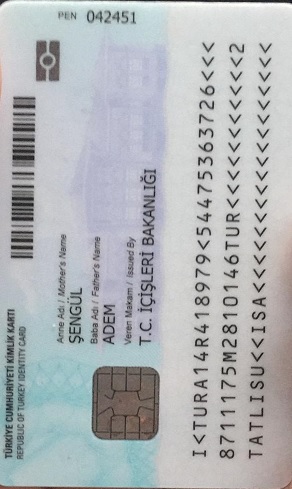 PEN 042451
TÜRKİYE CUMHURİYETİ KİMLİK KARTI
REPUBLIC OF TURKEY IDENTITY CARD
Anne Adı / Mother's Name
ŞENGÜL
Baba Adı / Father's Name
ADEM
Veren Makam / Issued By
T.C. İÇİŞLERİ BAKANLIĞI
I<TURA14R418979<54475363726<<<
8711175M2810146TUR<<<<<<<<<<<2
TATLISU<<ISA<<<<<<<<<<<<<<<<<<